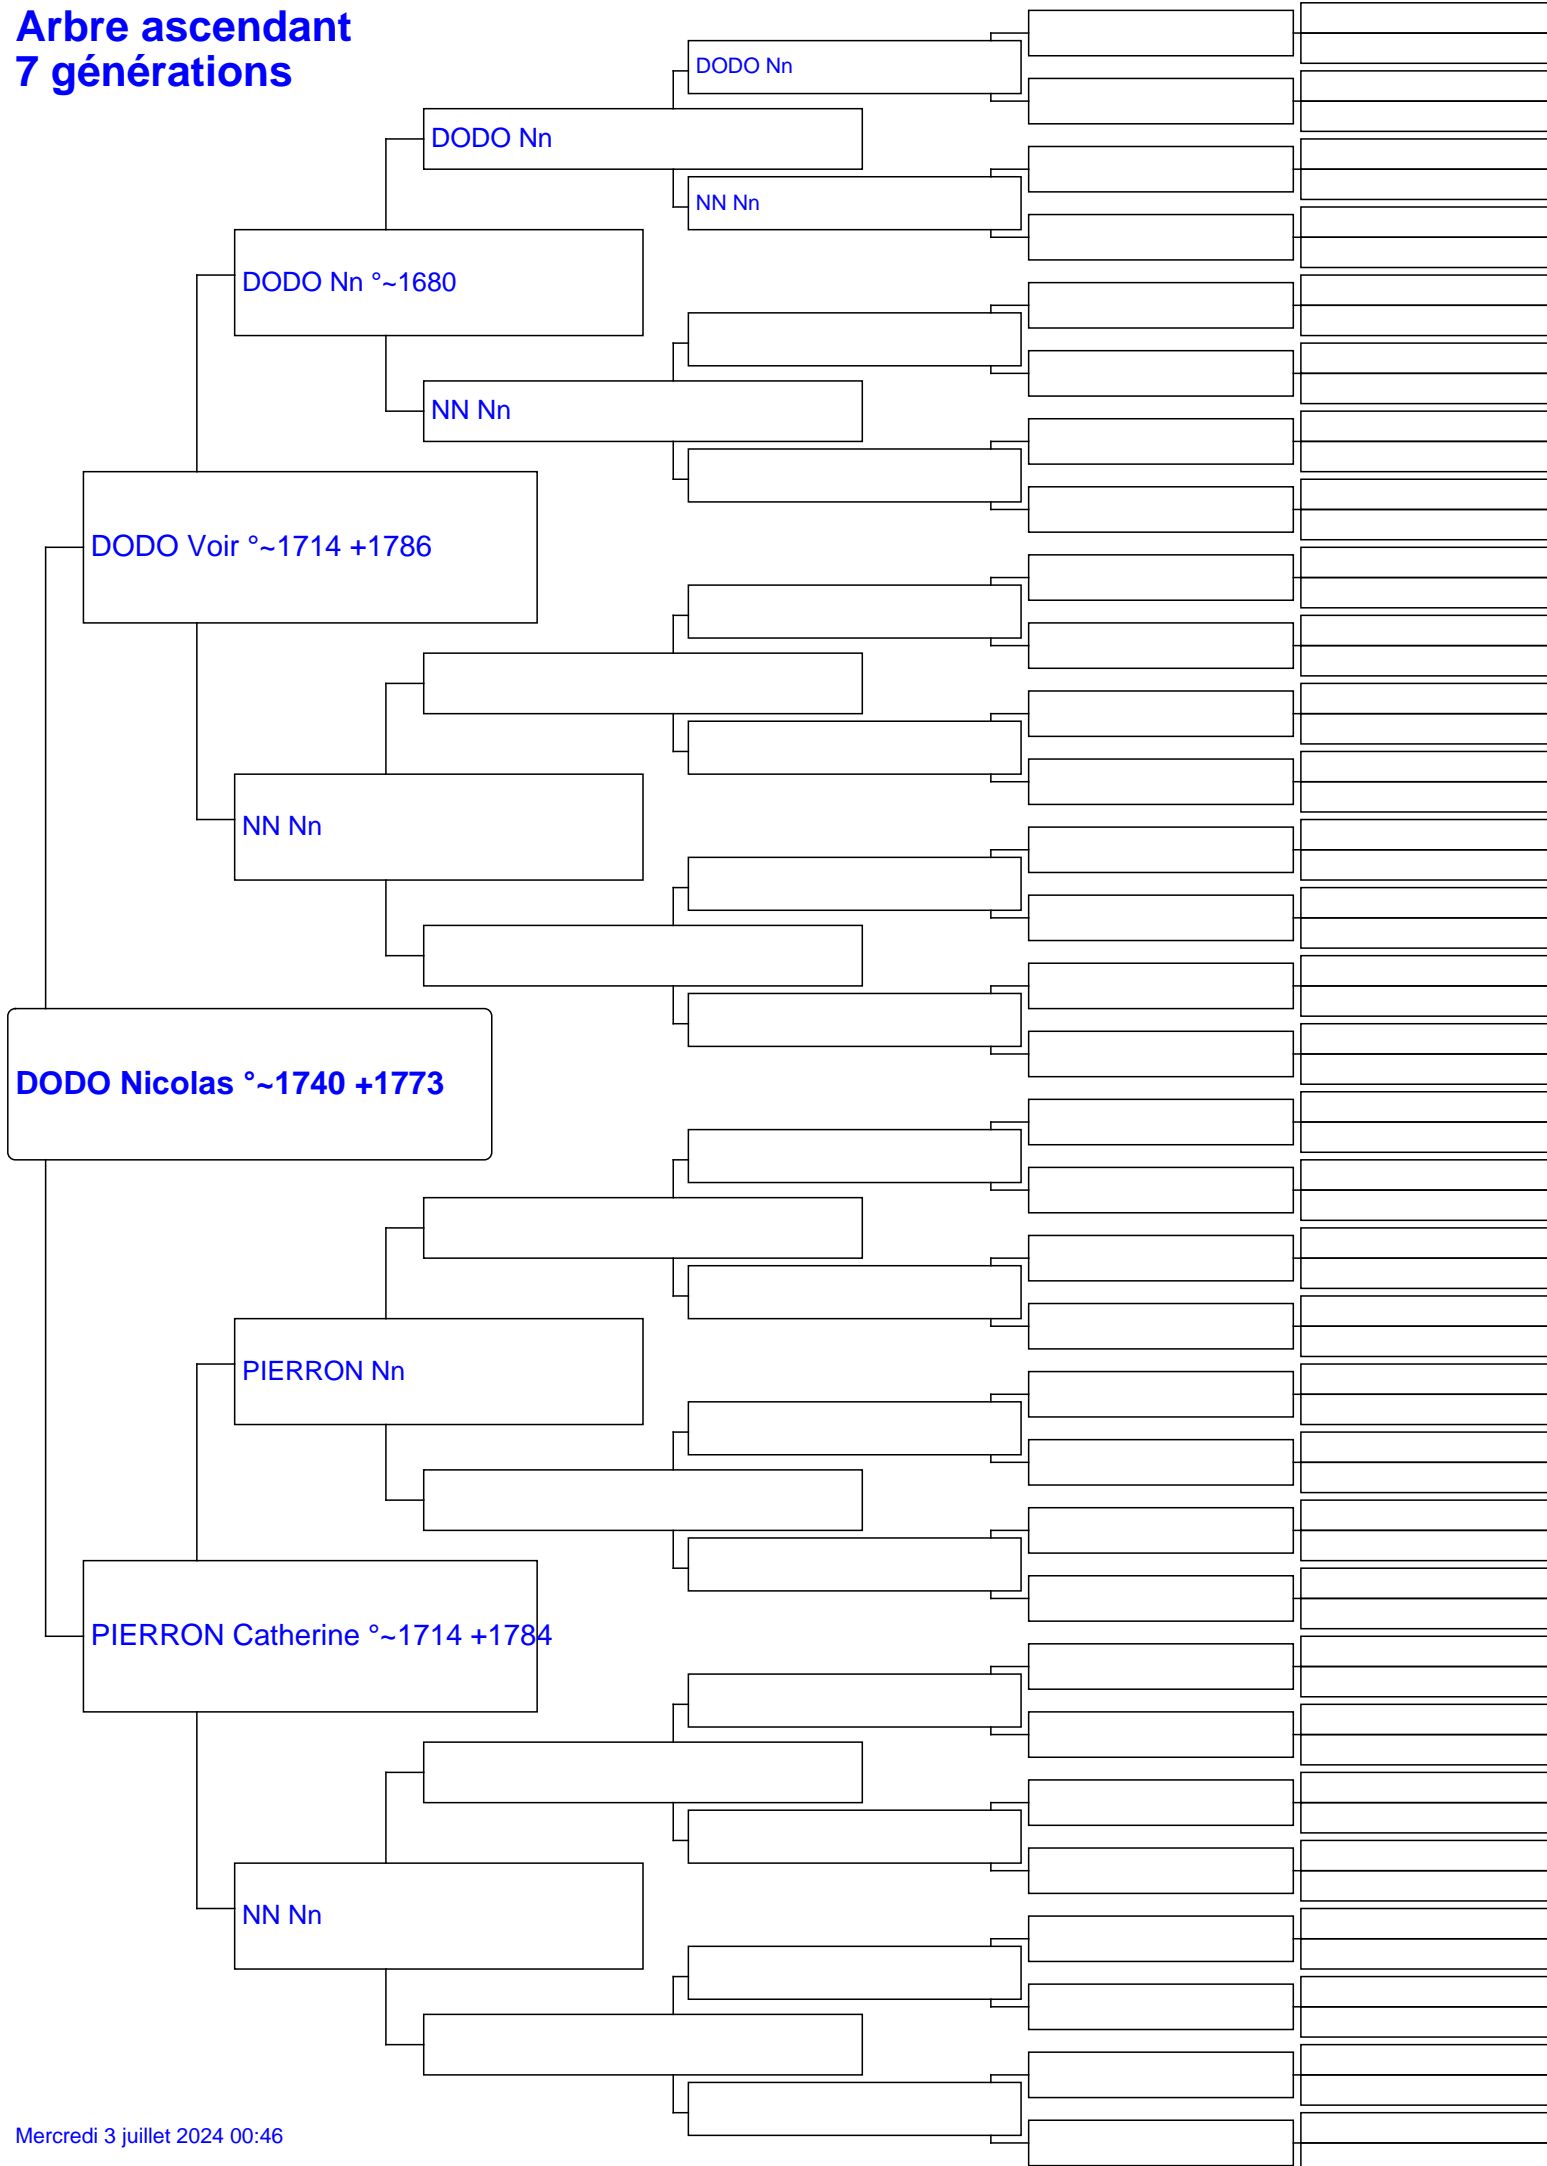 Arbre ascendant
7 générations
DODO Nn
DODO Nn
NN Nn
DODO Nn °~1680
NN Nn
DODO Voir °~1714 +1786
NN Nn
DODO Nicolas °~1740 +1773
PIERRON Nn
PIERRON Catherine °~1714 +1784
NN Nn
Mercredi 3 juillet 2024 00:46